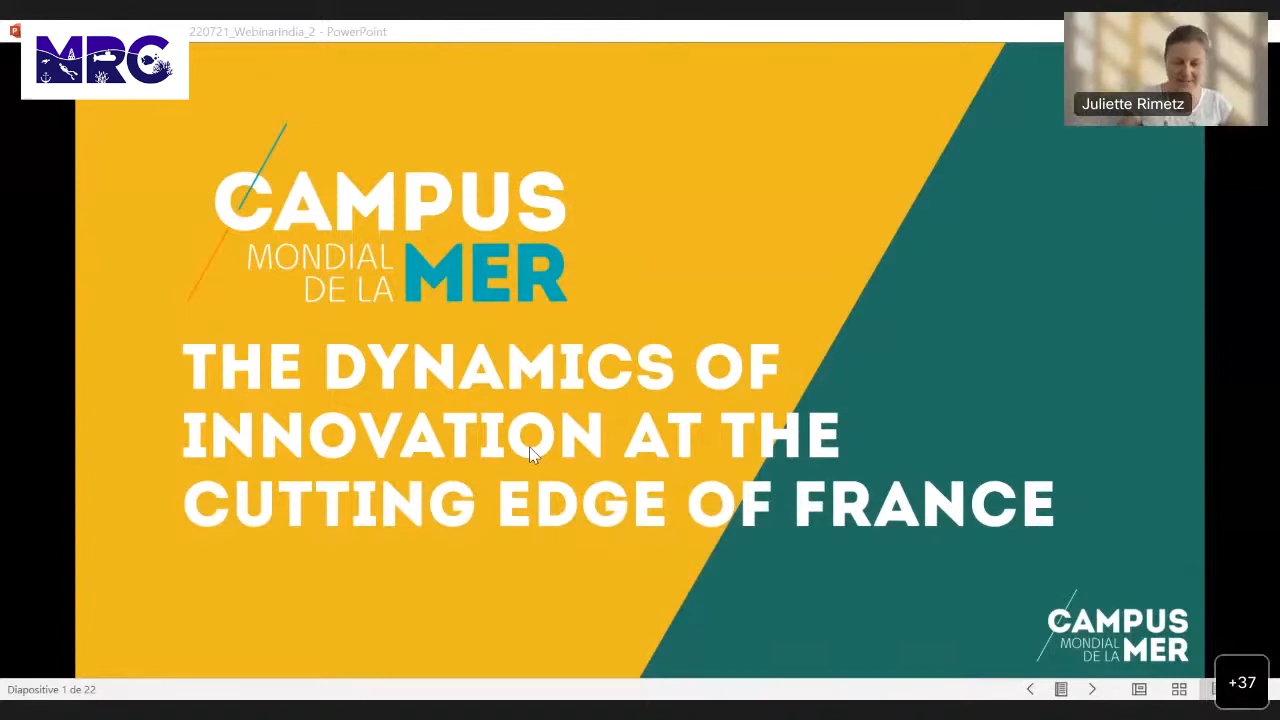 220721_WebinarIndia_2 - PowerPoint
MRC
Juliette Rimetz
CAMPUS
MONDIAL
DE LA MER
THE DYNAMICS OF
INNOVATION AT THE
CUTTING EDGE OF FRANCE
CAMPUS
MONDIAL
DE LA MER
Diapositive 1 de 22
+37